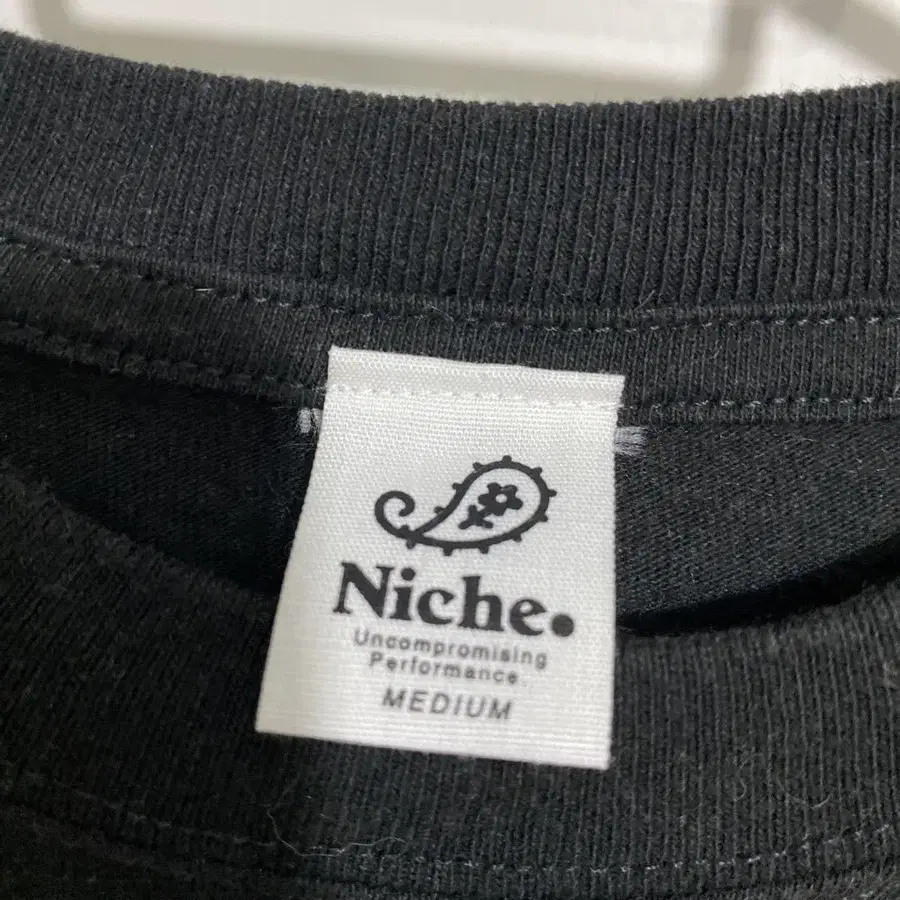 Niche.
Uncompromising
Performance.
MEDIUM